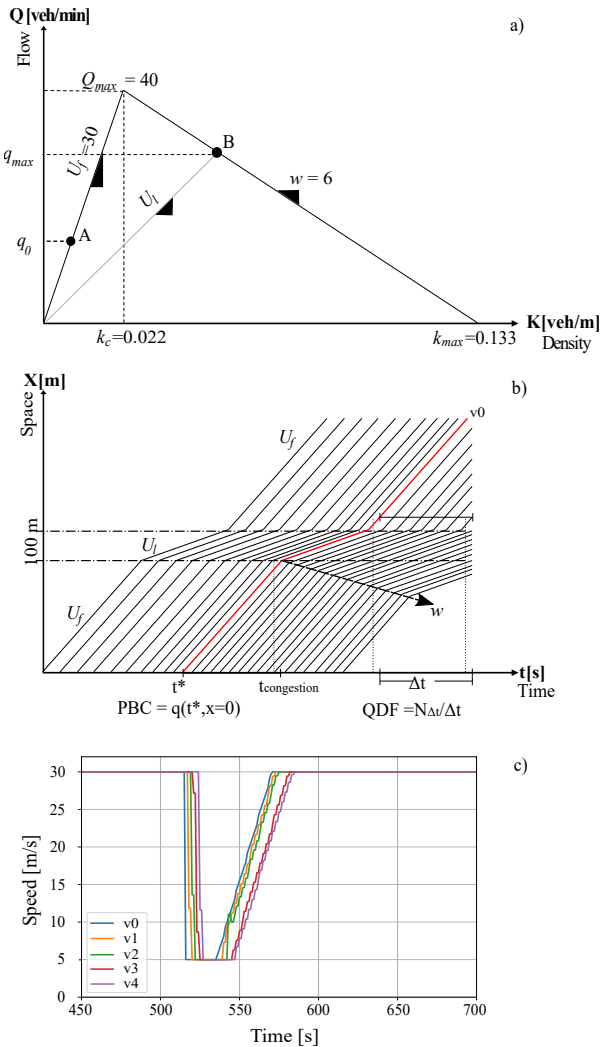 Q [veh/min]
a)
Flow
Q_max = 40
U_f=30
B
q_max
w = 6
U_l
q_0
A
K[veh/m]
k_c=0.022
k_max=0.133
Density
X[m]
b)
Space
v0
U_f
100 m
U_l
U_f
w
t*
t_congestion
Δt
t[s]
Time
PBC = q(t*,x=0)
QDF =N_Δt/Δt
c)
30
25
20
15
10
5
0
Speed [m/s]
v0
v1
v2
v3
v4
450 500 550 600 650 700
Time [s]